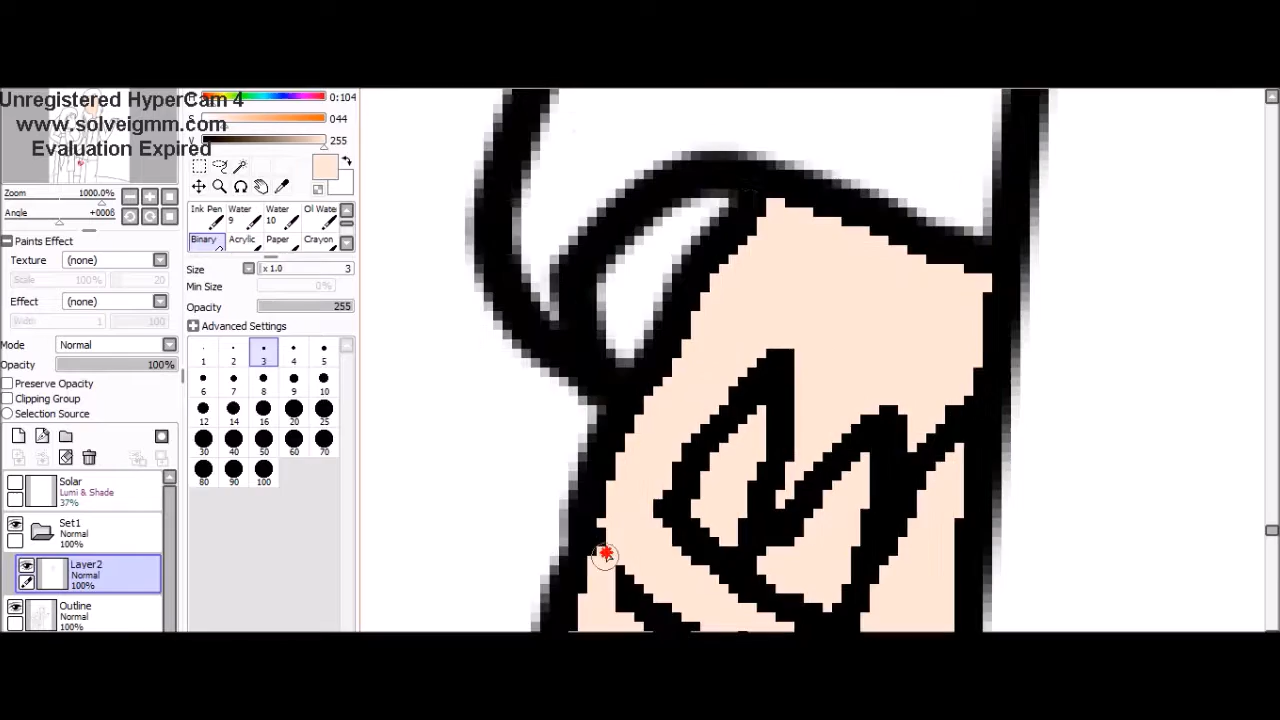 Unregistered HyperCam 4
www.solveigmm.com
Evaluation Expired
0:104
044
255
Zoom 1000.0%
Angle +0008
Paints Effect
Texture (none)
Scale 100% 20
Effect (none)
Width 1 100
Mode Normal
Opacity 100%
Preserve Opacity
Clipping Group
Selection Source
Solar
Lumi & Shade
37%
Set1
Normal
100%
Layer2
Normal
100%
Outline
Normal
100%
Ink Pen Water 9 Water 10 Ol Water
Binary Acrylic Paper Crayon
Size x 1.0 3
Min Size 0%
Opacity 255
Advanced Settings
1 2 3 4 5
6 7 8 9 10
12 14 16 20 25
30 40 50 60 70
80 90 100